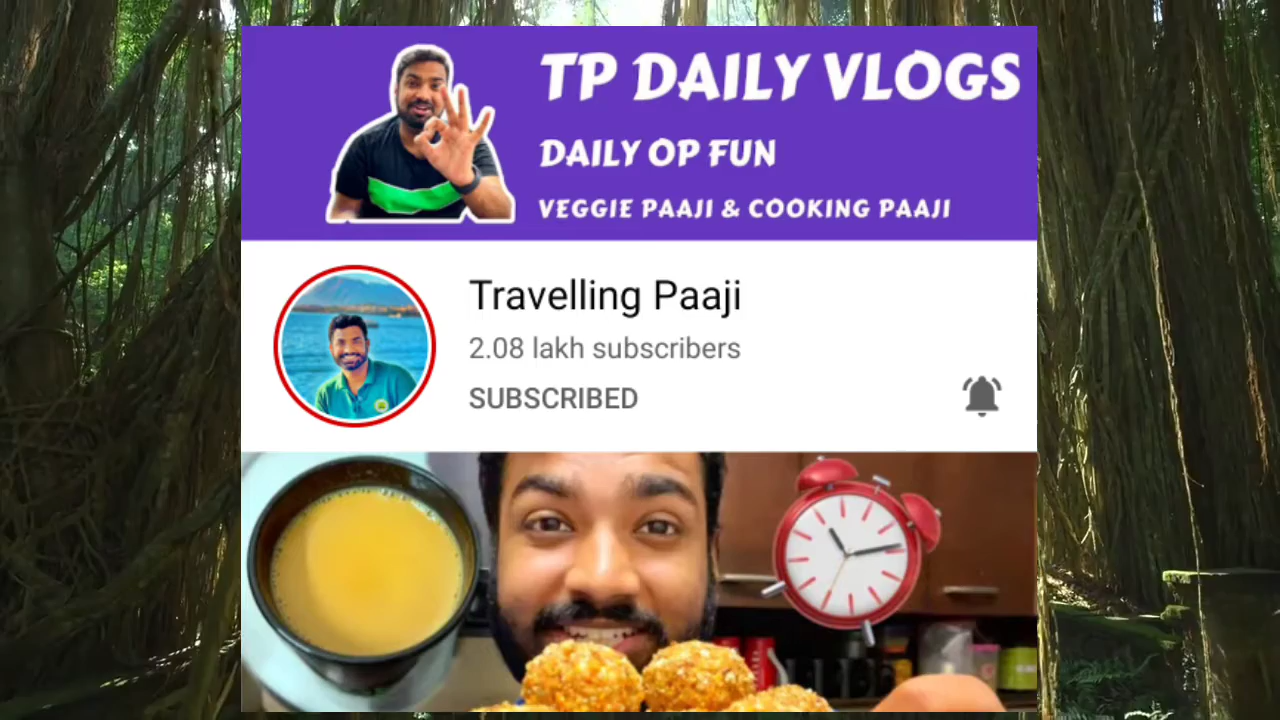 TP DAILY VLOGS
DAILY OP FUN
VEGGIE PAAJI & COOKING PAAJI
Travelling Paaji
2.08 lakh subscribers
SUBSCRIBED